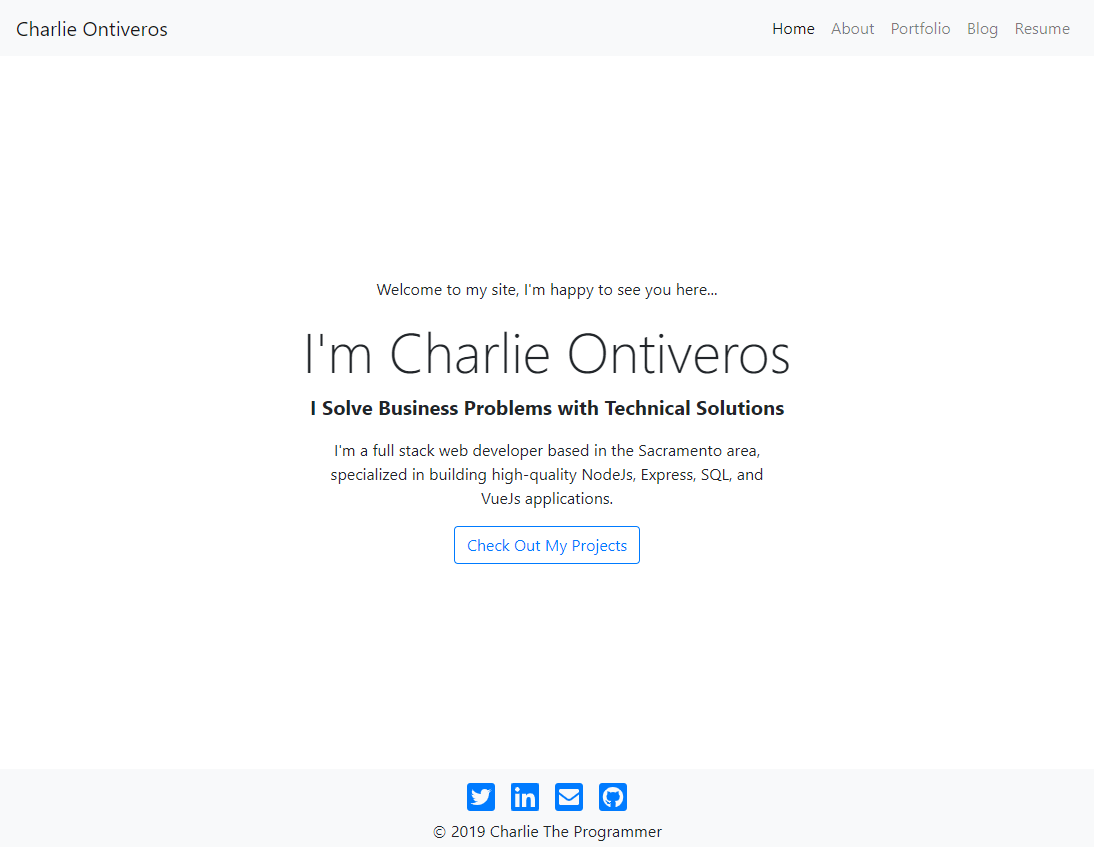 Charlie Ontiveros
Home About Portfolio Blog Resume
Welcome to my site, I'm happy to see you here...
I'm Charlie Ontiveros
I Solve Business Problems with Technical Solutions
I'm a full stack web developer based in the Sacramento area,
specialized in building high-quality NodeJs, Express, SQL, and
VueJs applications.
Check Out My Projects
in
© 2019 Charlie The Programmer